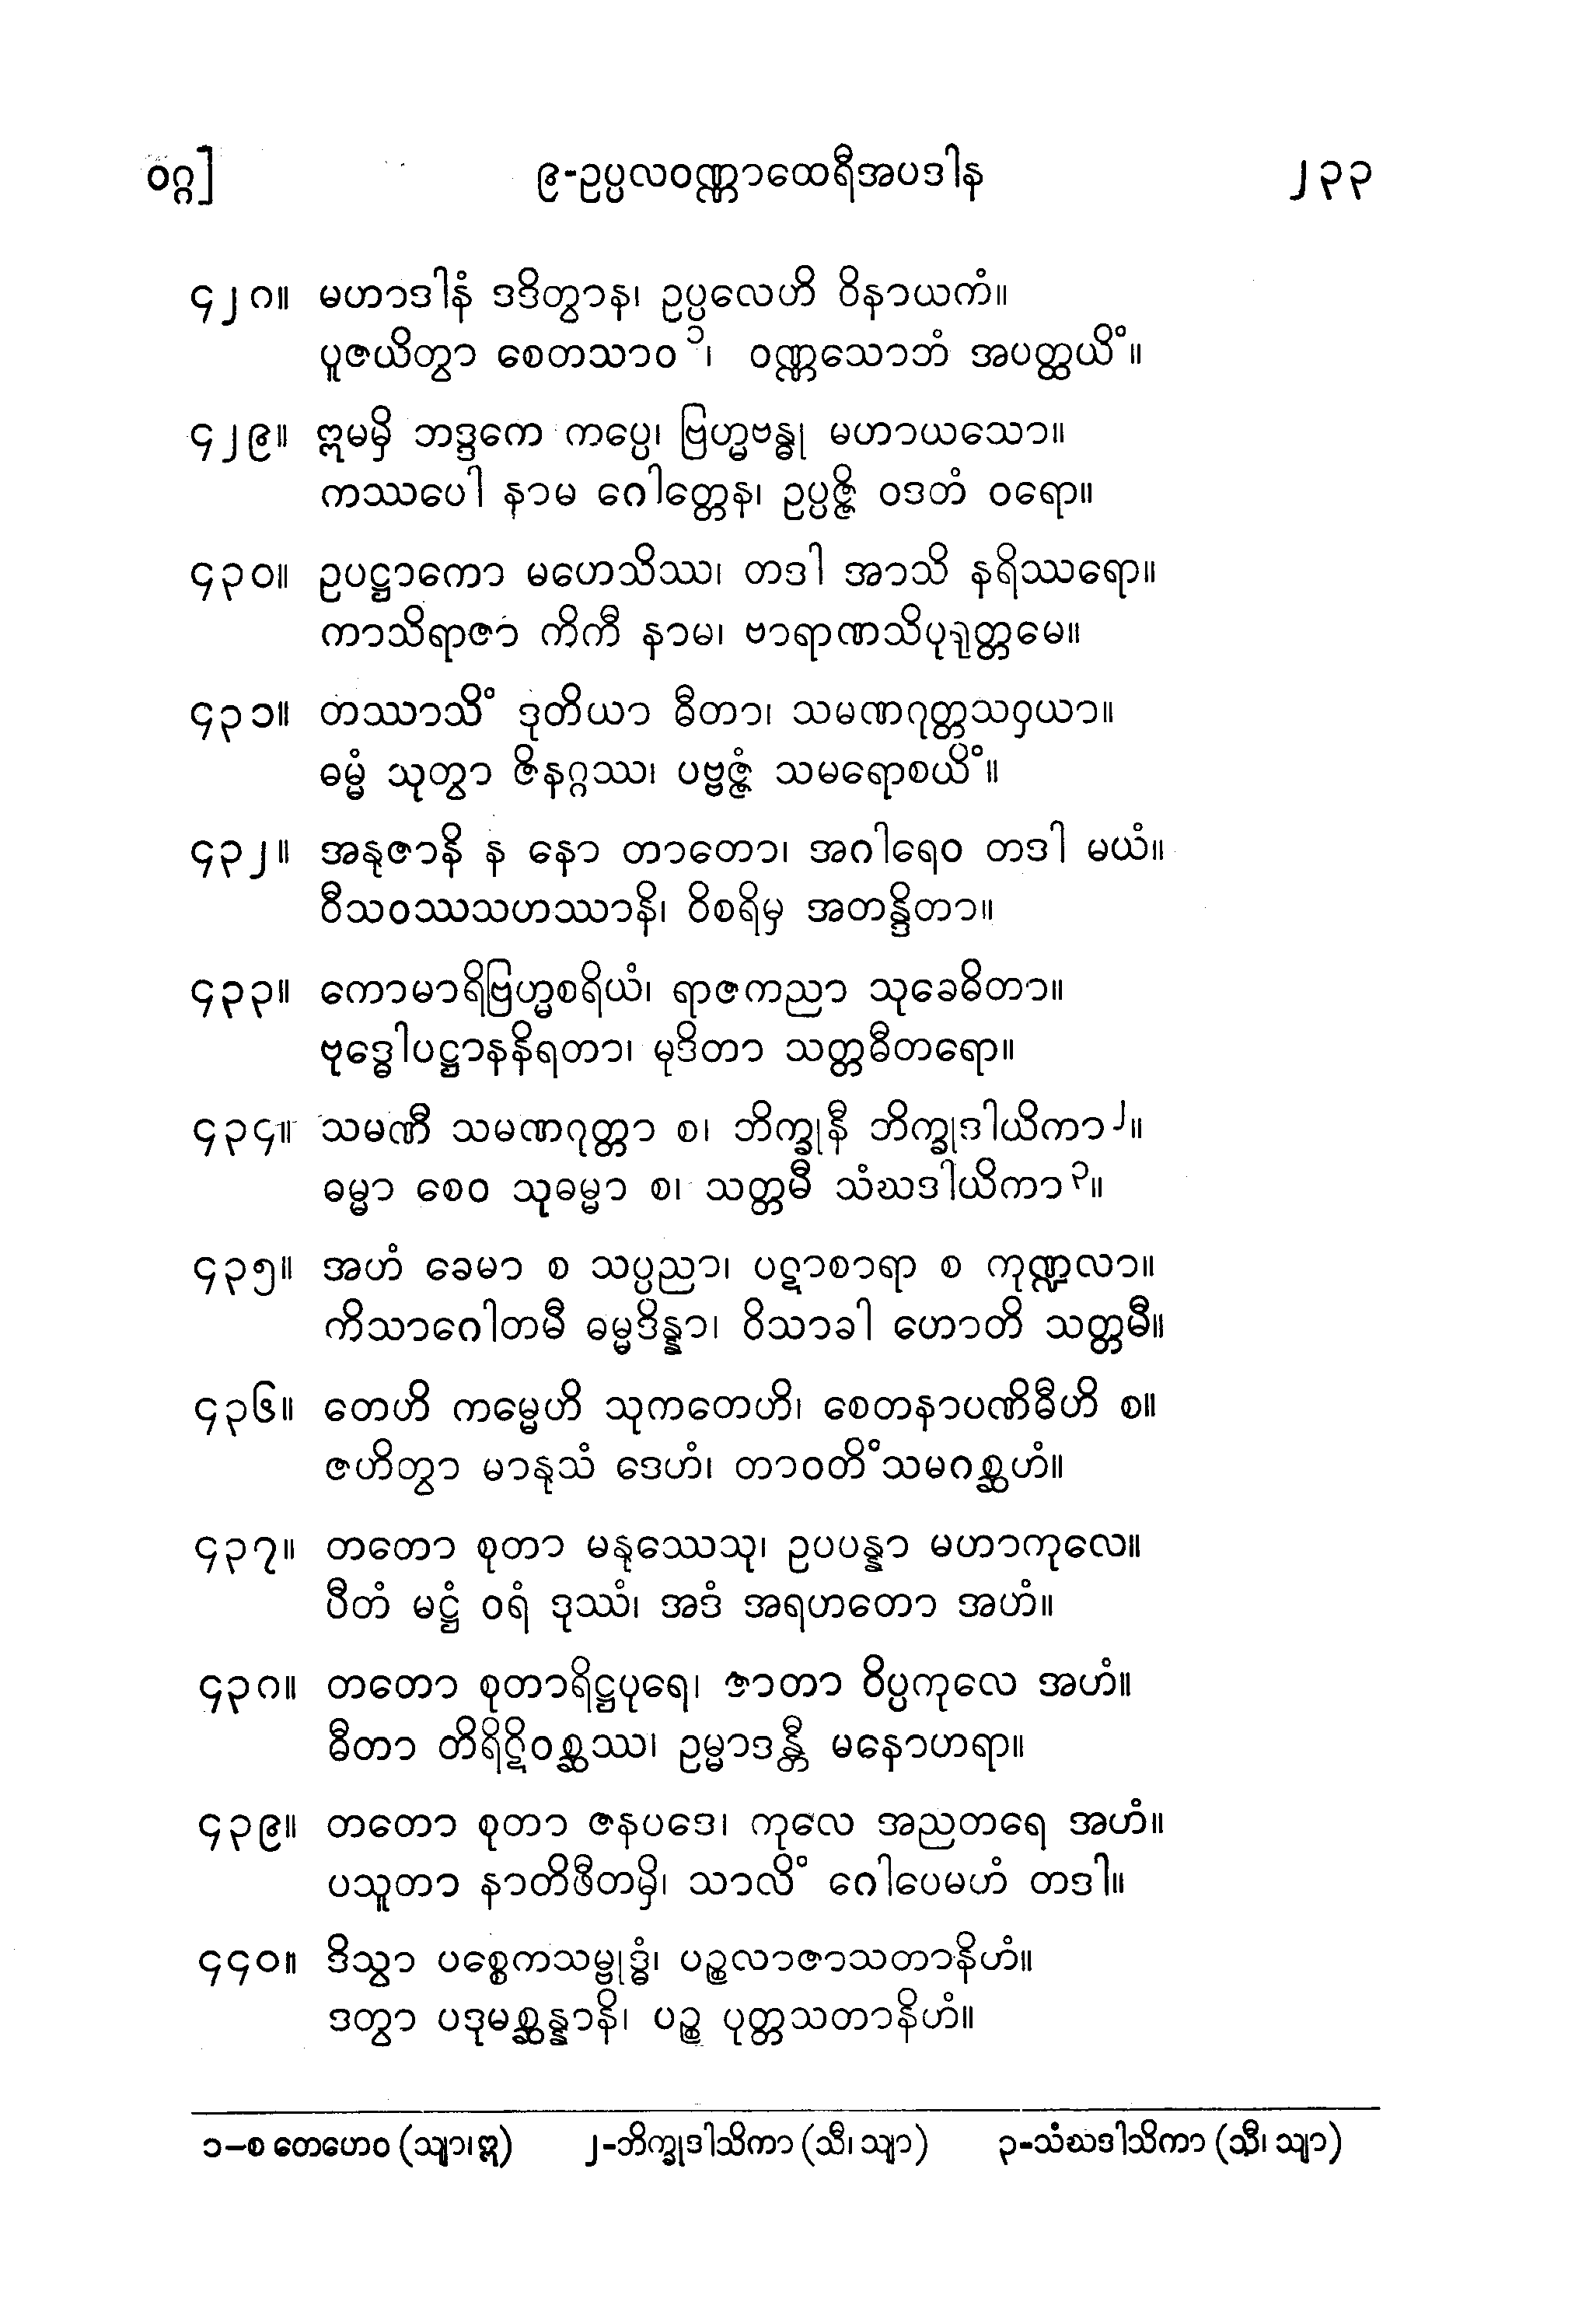 ဝဂ္ဂ] ၉-ဥပ္ပလဝဏ္ဏာထေရီအပဒါန ၂၃၃
၄၂၈။ မဟာဒါနံ ဒဒိတွာန၊ ဥပ္ပလေဟိ ဝိနာယကံ။
ပူဇယိတွာ စေတသာဝ ၁၊ ဝဏ္ဏသောဘံ အပတ္ထယိံ။
၄၂၉။ ဣမမှိ ဘဒ္ဒကေ ကပ္ပေ၊ ဗြဟ္မဗန္ဓု မဟာယသော။
ကဿပေါ နာမ ဂေါတ္တေန၊ ဥပ္ပဇ္ဇိ ဝဒတံ ဝရော။
၄၃၀။ ဥပဋ္ဌာကော မဟေသိဿ၊ တဒါ အာသိ နရိဿရော။
ကာသိရာဇာ ကိကီ နာမ၊ ဗာရာဏသိပုရုတ္တမေ။
၄၃၁။ တဿာသိံ ဒုတိယာ ဓီတာ၊ သမဏဂုတ္တသဝှယာ။
ဓမ္မံ သုတွာ ဇိနဂ္ဂဿ၊ ပဗ္ဗဇ္ဇံ သမရောစယိံ။
၄၃၂။ အနုဇာနိ န နော တာတော၊ အဂါရေဝ တဒါ မယံ။
ဝီသဝဿသဟဿာနိ၊ ဝိစရိမှ အတန္ဒိတာ။
၄၃၃။ ကောမာရိဗြဟ္မစရိယံ၊ ရာဇကညာ သုခေဓိတာ။
ဗုဒ္ဓေါပဋ္ဌာနနိရတာ၊ မုဒိတာ သတ္တဓီတရော။
၄၃၄။ သမဏီ သမဏဂုတ္တာ စ၊ ဘိက္ခုနီ ဘိက္ခုဒါယိကာ၂။
ဓမ္မာ စေဝ သုဓမ္မာ စ၊ သတ္တမီ သံဃဒါယိကာ၃။
၄၃၅။ အဟံ ခေမာ စ သပ္ပညာ၊ ပဋာစာရာ စ ကုဏ္ဍလာ။
ကိသာဂေါတမီ ဓမ္မဒိန္နာ၊ ဝိသာခါ ဟောတိ သတ္တမီ။
၄၃၆။ တေဟိ ကမ္မေဟိ သုကတေဟိ၊ စေတနာပဏိဓီဟိ စ။
ဇဟိတွာ မာနုသံ ဒေဟံ၊ တာဝတိံသမဂစ္ဆဟံ။
၄၃၇။ တတော စုတာ မနုဿေသု၊ ဥပပန္နာ မဟာကုလေ။
ပီတံ မဋ္ဌံ ဝရံ ဒုဿံ၊ အဒံ အရဟတော အဟံ။
၄၃၈။ တတော စုတာရိဋ္ဌပုရေ၊ ဇာတာ ဝိပ္ပကုလေ အဟံ။
ဓီတာ တိရိဋိဝစ္ဆဿ၊ ဥမ္မာဒန္တီ မနောဟရာ။
၄၃၉။ တတော စုတာ ဇနပဒေ၊ ကုလေ အညတရေ အဟံ။
ပသူတာ နာတိဖီတမှိ၊ သာလိံ ဂေါပေမဟံ တဒါ။
၄၄၀။ ဒိသွာ ပစ္စေကသမ္ဗုဒ္ဓံ၊ ပဉ္စလာဇာသတာနိဟံ။
ဒတွာ ပဒုမစ္ဆန္နာနိ၊ ပဉ္စ ပုတ္တသတာနိဟံ။
၁-စ တေဟေဝ (သျာ၊ဣ) ၂-ဘိက္ခုဒါသိကာ (သီ၊ သျာ) ၃-သံဃဒါသိကာ (သီ၊ သျာ)